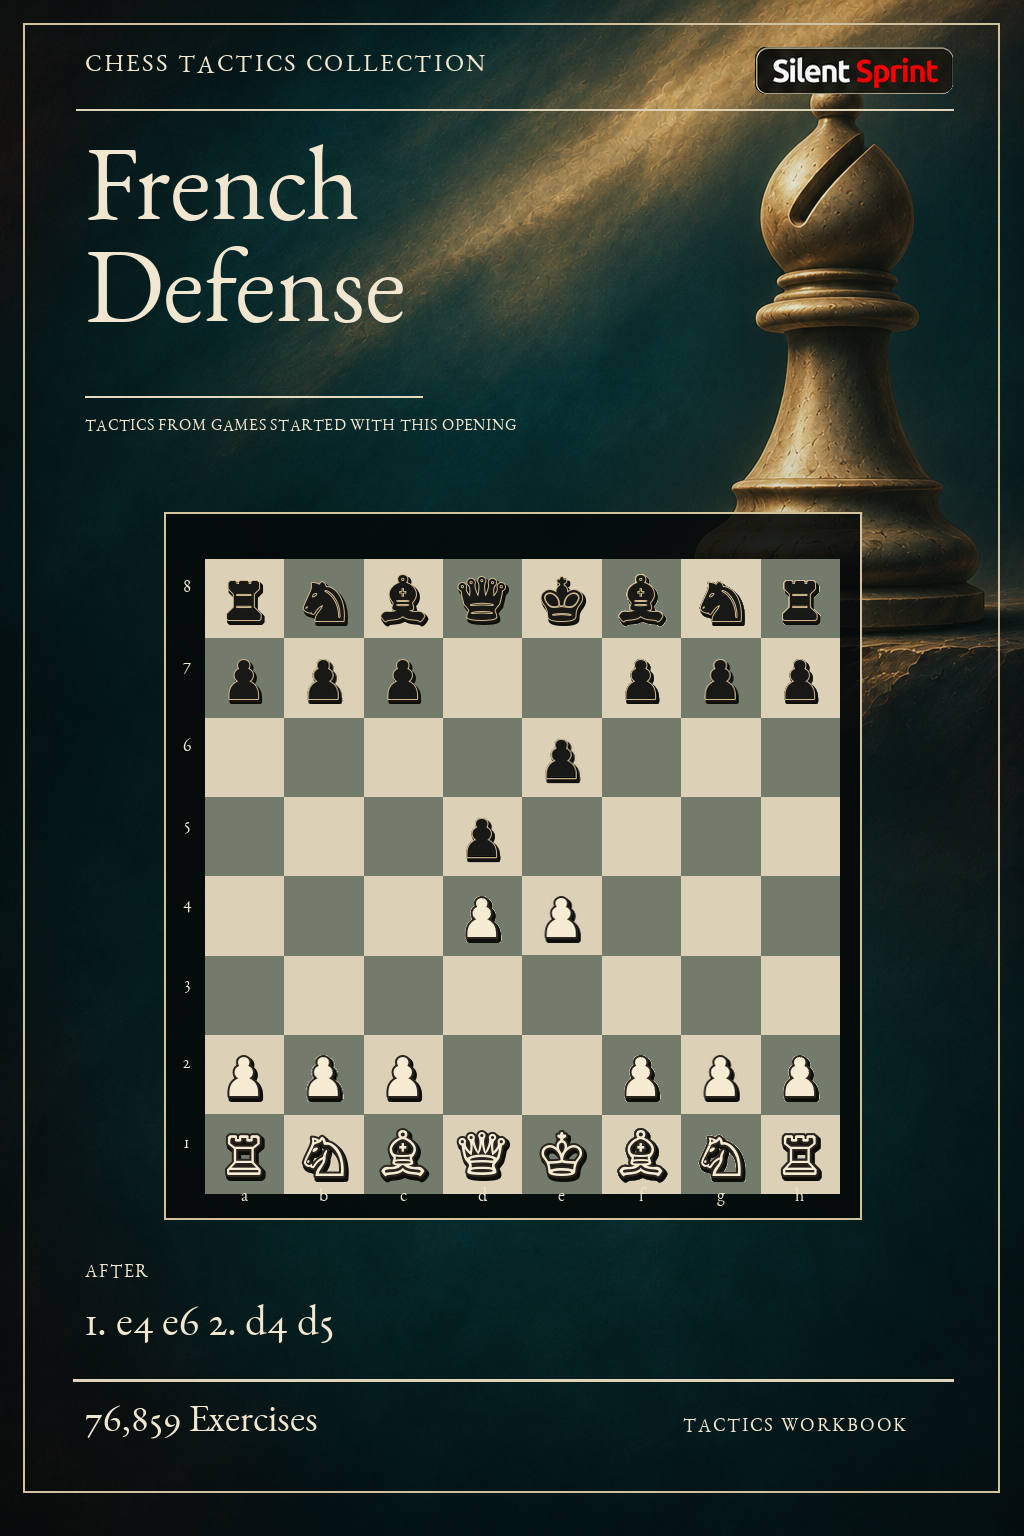 CHESS TACTICS COLLECTION
Silent Sprint
French
Defense
TACTICS FROM GAMES STARTED WITH THIS OPENING
8
7
6
5
4
3
2
1
a b c d e f g h
AFTER
1. e4 e6 2. d4 d5
76,859 Exercises
TACTICS WORKBOOK